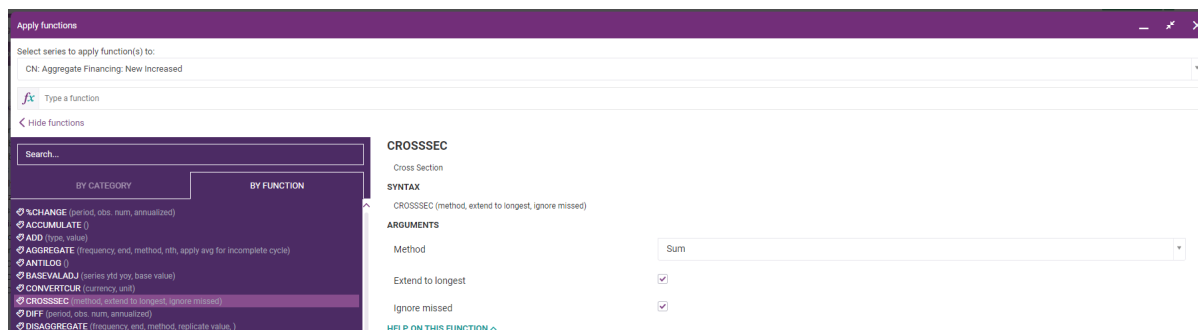 Apply functions
Select series to apply function(s) to:
CN: Aggregate Financing: New Increased
fx Type a function
Hide functions
Search...
BY CATEGORY
BY FUNCTION
%CHANGE (period, obs. num, annualized)
ACCUMULATE ()
ADD (type, value)
AGGREGATE (frequency, end, method, nth, apply avg for incomplete cycle)
ANTILOG ()
BASEVALADJ (series ytd yoy, base value)
CONVERTCUR (currency, unit)
CROSSSEC (method, extend to longest, ignore missed)
DIFF (period, obs. num, annualized)
DISAGGREGATE (frequency, end, method, replicate value, )
CROSSSEC
Cross Section
SYNTAX
CROSSSEC (method, extend to longest, ignore missed)
ARGUMENTS
Method Sum
Extend to longest
Ignore missed
HELP ON THIS FUNCTION